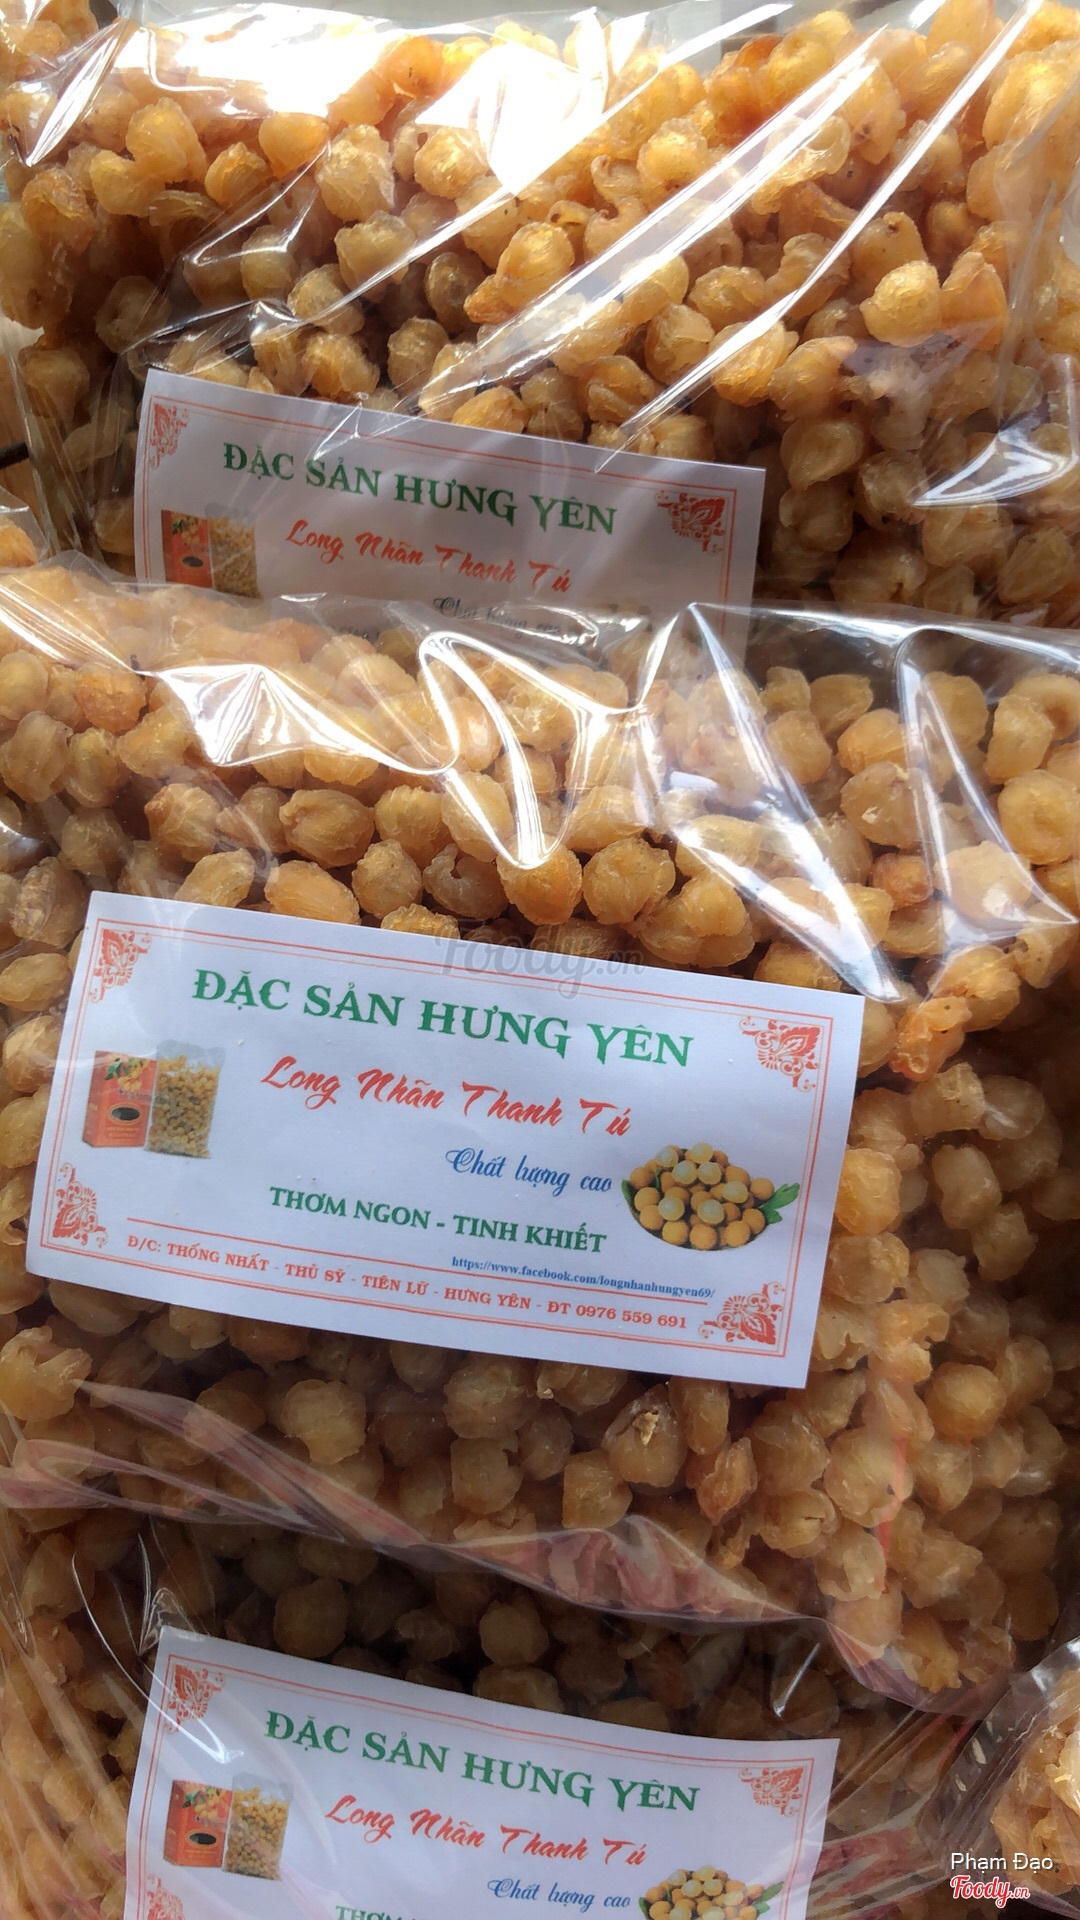 ĐẶC SẢN HƯNG YÊN
Long Nhãn Thanh Tú
ĐẶC SẢN HƯNG YÊN
Long Nhãn Thanh Tú
Chất lượng cao
THƠM NGON - TINH KHIẾT
https://www.facebook.com/longnhanhungyen69/
Đ/C: THỐNG NHẤT - THỦ SỸ - TIÊN LỮ - HƯNG YÊN - ĐT 0976 559 691
Foody.vn
ĐẶC SẢN HƯNG YÊN
Long Nhãn Thanh Tú
Chất lượng cao
Phạm Đạo
Foody.vn